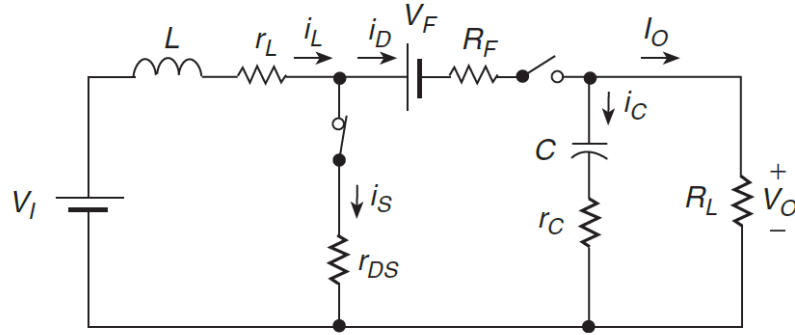 L
r_L
i_L
i_D
V_F
R_F
I_O
i_C
C
V_I
i_S
r_C
R_L
+
V_O
−
r_DS